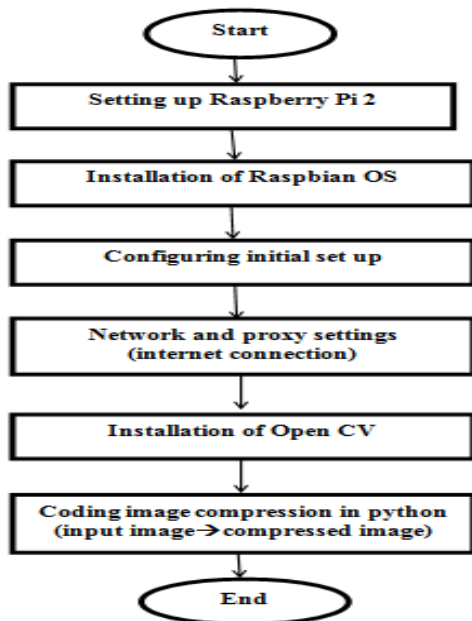 Start
Setting up Raspberry Pi 2
Installation of Raspbian OS
Configuring initial set up
Network and proxy settings
(internet connection)
Installation of Open CV
Coding image compression in python
(input image→compressed image)
End